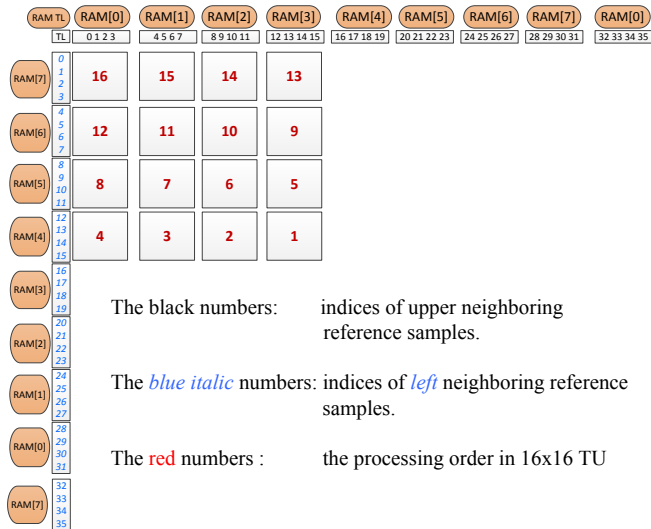 RAM TL RAM[0] RAM[1] RAM[2] RAM[3] RAM[4] RAM[5] RAM[6] RAM[7] RAM[0]
TL 0 1 2 3 4 5 6 7 8 9 10 11 12 13 14 15 16 17 18 19 20 21 22 23 24 25 26 27 28 29 30 31 32 33 34 35
RAM[7] 0 1 2 3 16 15 14 13
RAM[6] 4 5 6 7 12 11 10 9
RAM[5] 8 9 10 11 8 7 6 5
RAM[4] 12 13 14 15 4 3 2 1
RAM[3] 16 17 18 19
The black numbers: indices of upper neighboring
reference samples.
RAM[2] 20 21 22 23
RAM[1] 24 25 26 27
The blue italic numbers: indices of left neighboring reference
samples.
RAM[0] 28 29 30 31
The red numbers : the processing order in 16x16 TU
RAM[7] 32 33 34 35